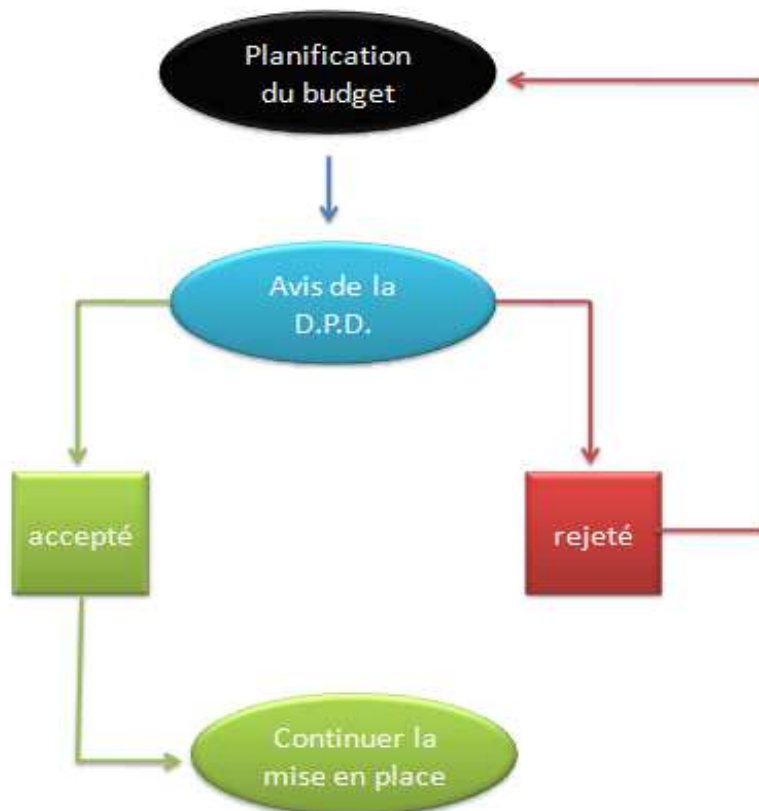 Planification
du budget
Avis de la
D.P.D.
accepté
rejeté
Continuer la
mise en place